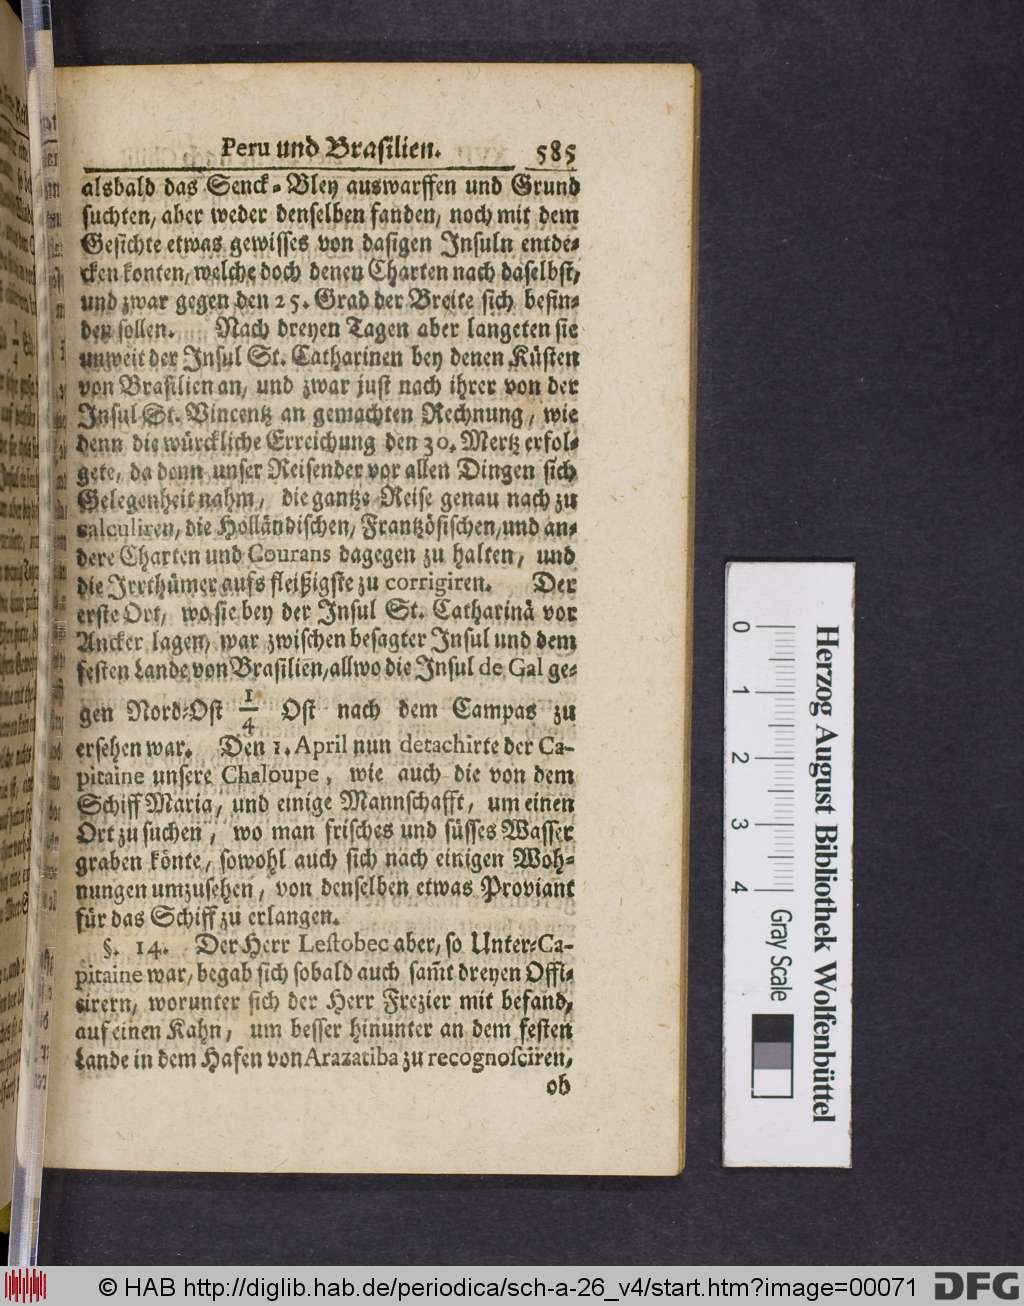 Peru und Brasilien. 585
alsbald das Senck-Bley auswarffen und Grund
suchten, aber weder denselben fanden, noch mit dem
Gesichte etwas gewisses von dasigen Insuln entde-
cken konten, welche doch denen Charten nach daselbst,
und zwar gegen den 25. Grad der Breite sich befin-
den sollen. Nach dreyen Tagen aber langeten sie
unweit der Insul St. Catharinen bey denen Küsten
von Brasilien an, und zwar just nach ihrer von der
Insul St. Vincentz an gemachten Rechnung, wie
denn die würckliche Erreichung den 30. Mertz erfol-
gete, da denn unser Reisender vor allen Dingen sich
Gelegenheit nahm, die gantze Reise genau nach zu
calculiren, die Holländischen, Frantzösischen, und an-
dere Charten und Courans dagegen zu halten, und
die Irrthümer aufs fleißigste zu corrigiren. Der
erste Ort, wo sie bey der Insul St. Catharinä vor
Ancker lagen, war zwischen besagter Insul und dem
festen Lande von Brasilien, allwo die Insul de Gal ge-
gen Nord-Ost 1/4 Ost nach dem Campas zu
ersehen war. Den 1. April nun detachirte der Ca-
pitaine unsere Chaloupe, wie auch die von dem
Schiff Maria, und einige Mannschafft, um einen
Ort zu suchen, wo man frisches und süsses Wasser
graben könte, sowohl auch sich nach einigen Woh-
nungen umzusehen, von denselben etwas Proviant
für das Schiff zu erlangen.
§. 14. Der Herr Lestobec aber, so Unter-Ca-
pitaine war, begab sich sobald auch sam̃t dreyen Offi-
cirern, worunter sich der Herr Frezier mit befand,
auf einen Kahn, um besser hinunter an dem festen
Lande in dem Hafen von Arazatiba zu recognosciren,
ob
0 1 2 3 4
Gray Scale
Herzog August Bibliothek Wolfenbüttel
© HAB http://diglib.hab.de/periodica/sch-a-26_v4/start.htm?image=00071
DFG